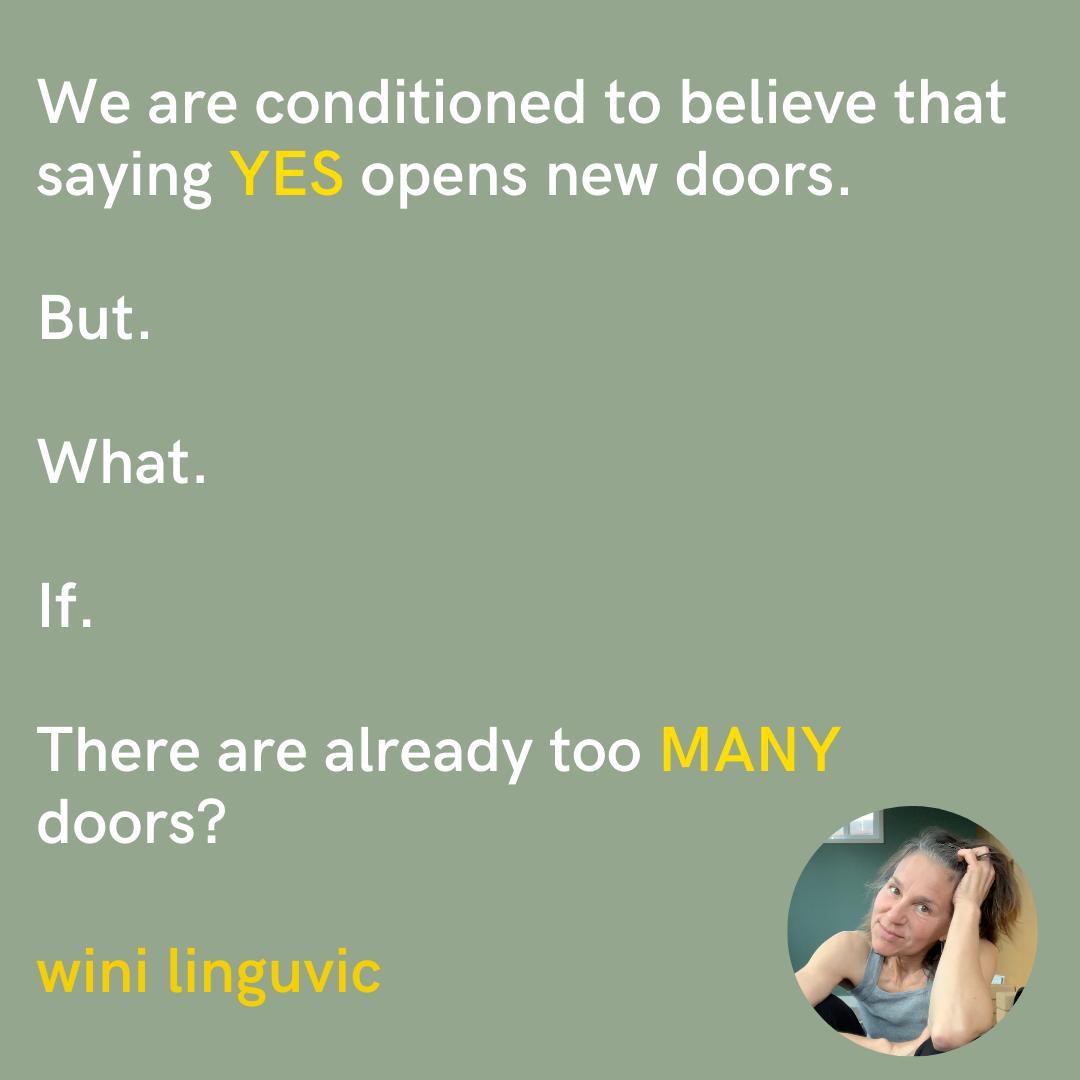 We are conditioned to believe that
saying YES opens new doors.
But.
What.
If.
There are already too MANY
doors?
wini linguvic